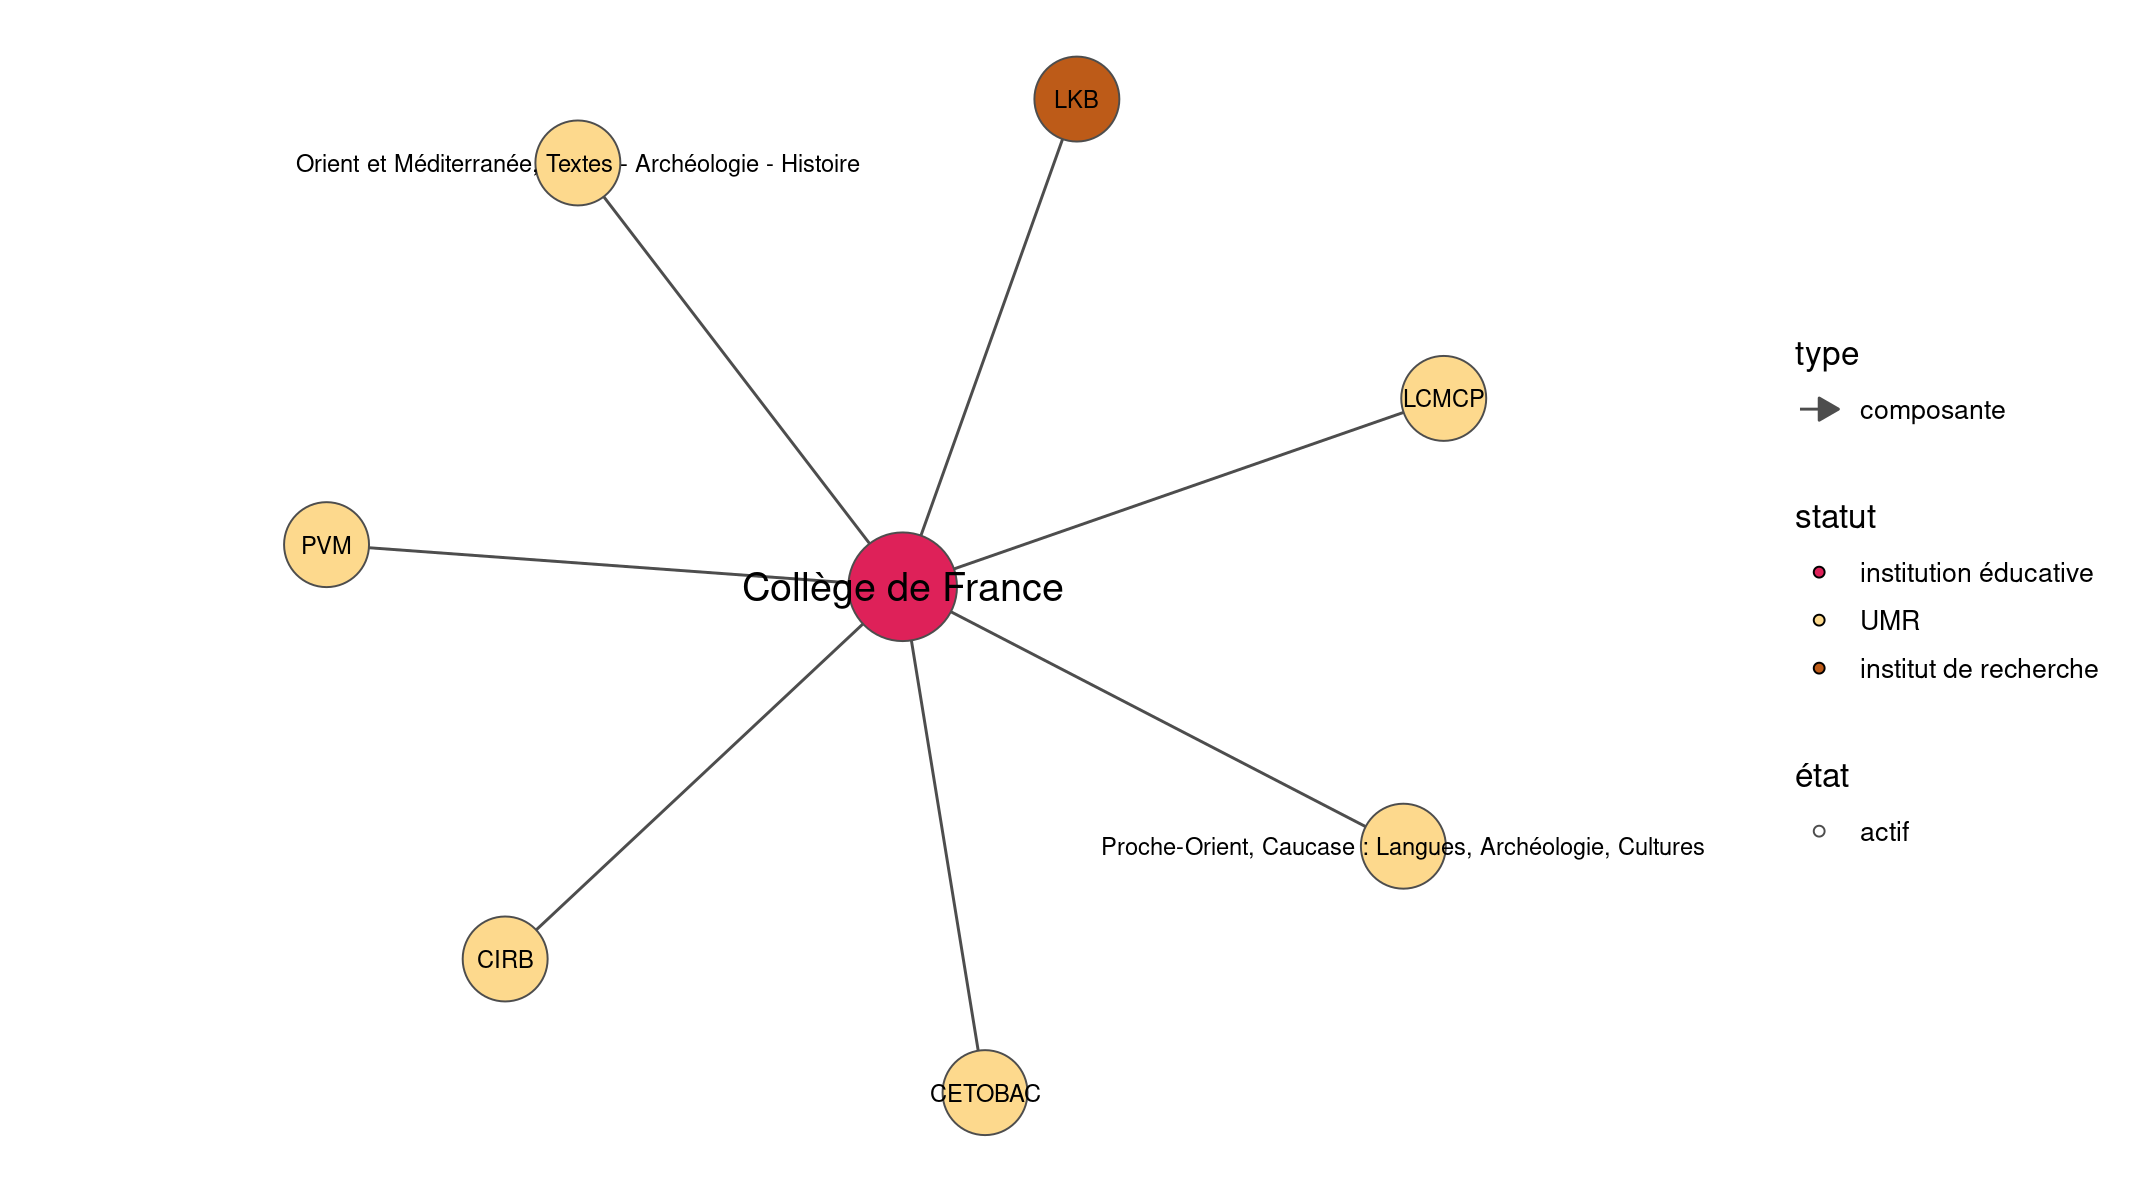 LKB
Orient et Méditerranée, Textes - Archéologie - Histoire
LCMCP
PVM
Collège de France
Proche-Orient, Caucase : Langues, Archéologie, Cultures
CIRB
CETOBAC
type
composante
statut
institution éducative
UMR
institut de recherche
état
actif